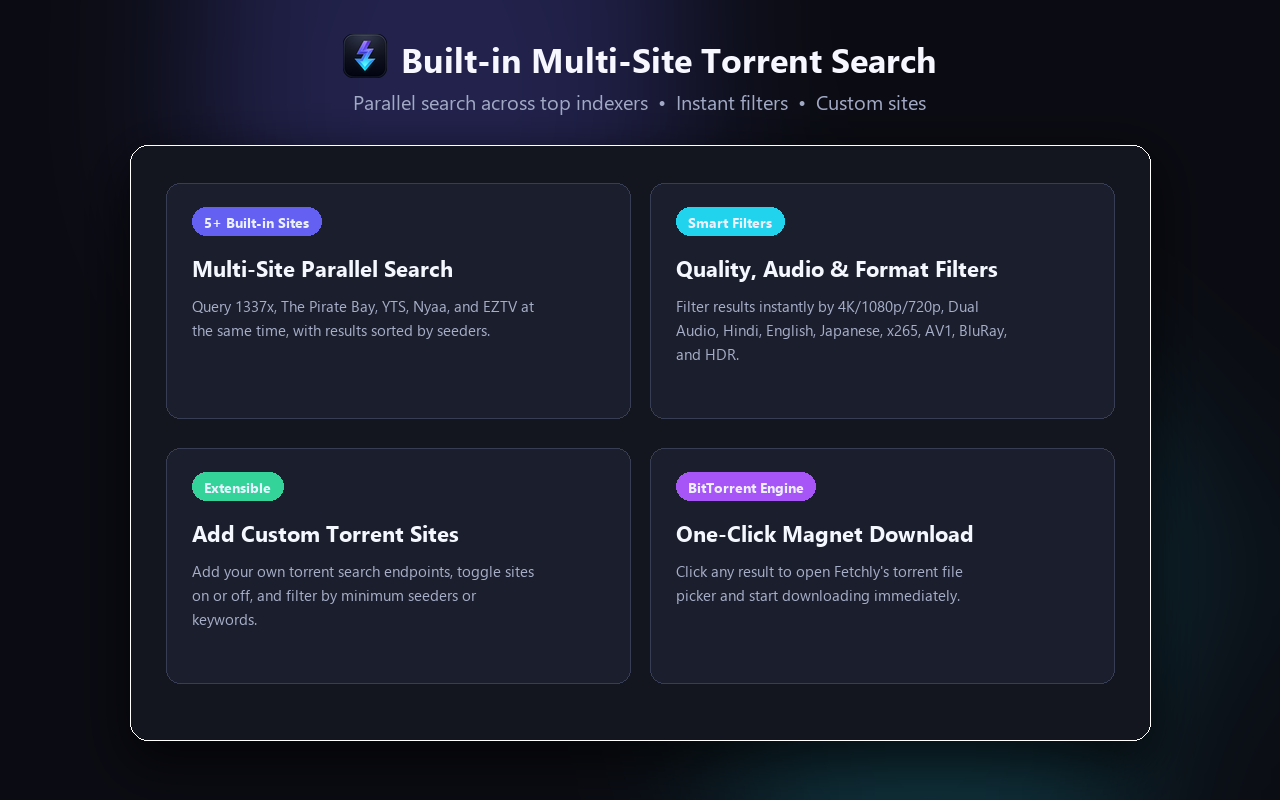 Built-in Multi-Site Torrent Search
Parallel search across top indexers • Instant filters • Custom sites
5+ Built-in Sites
Multi-Site Parallel Search
Query 1337x, The Pirate Bay, YTS, Nyaa, and EZTV at
the same time, with results sorted by seeders.
Smart Filters
Quality, Audio & Format Filters
Filter results instantly by 4K/1080p/720p, Dual
Audio, Hindi, English, Japanese, x265, AV1, BluRay,
and HDR.
Extensible
Add Custom Torrent Sites
Add your own torrent search endpoints, toggle sites
on or off, and filter by minimum seeders or
keywords.
BitTorrent Engine
One-Click Magnet Download
Click any result to open Fetchly's torrent file
picker and start downloading immediately.